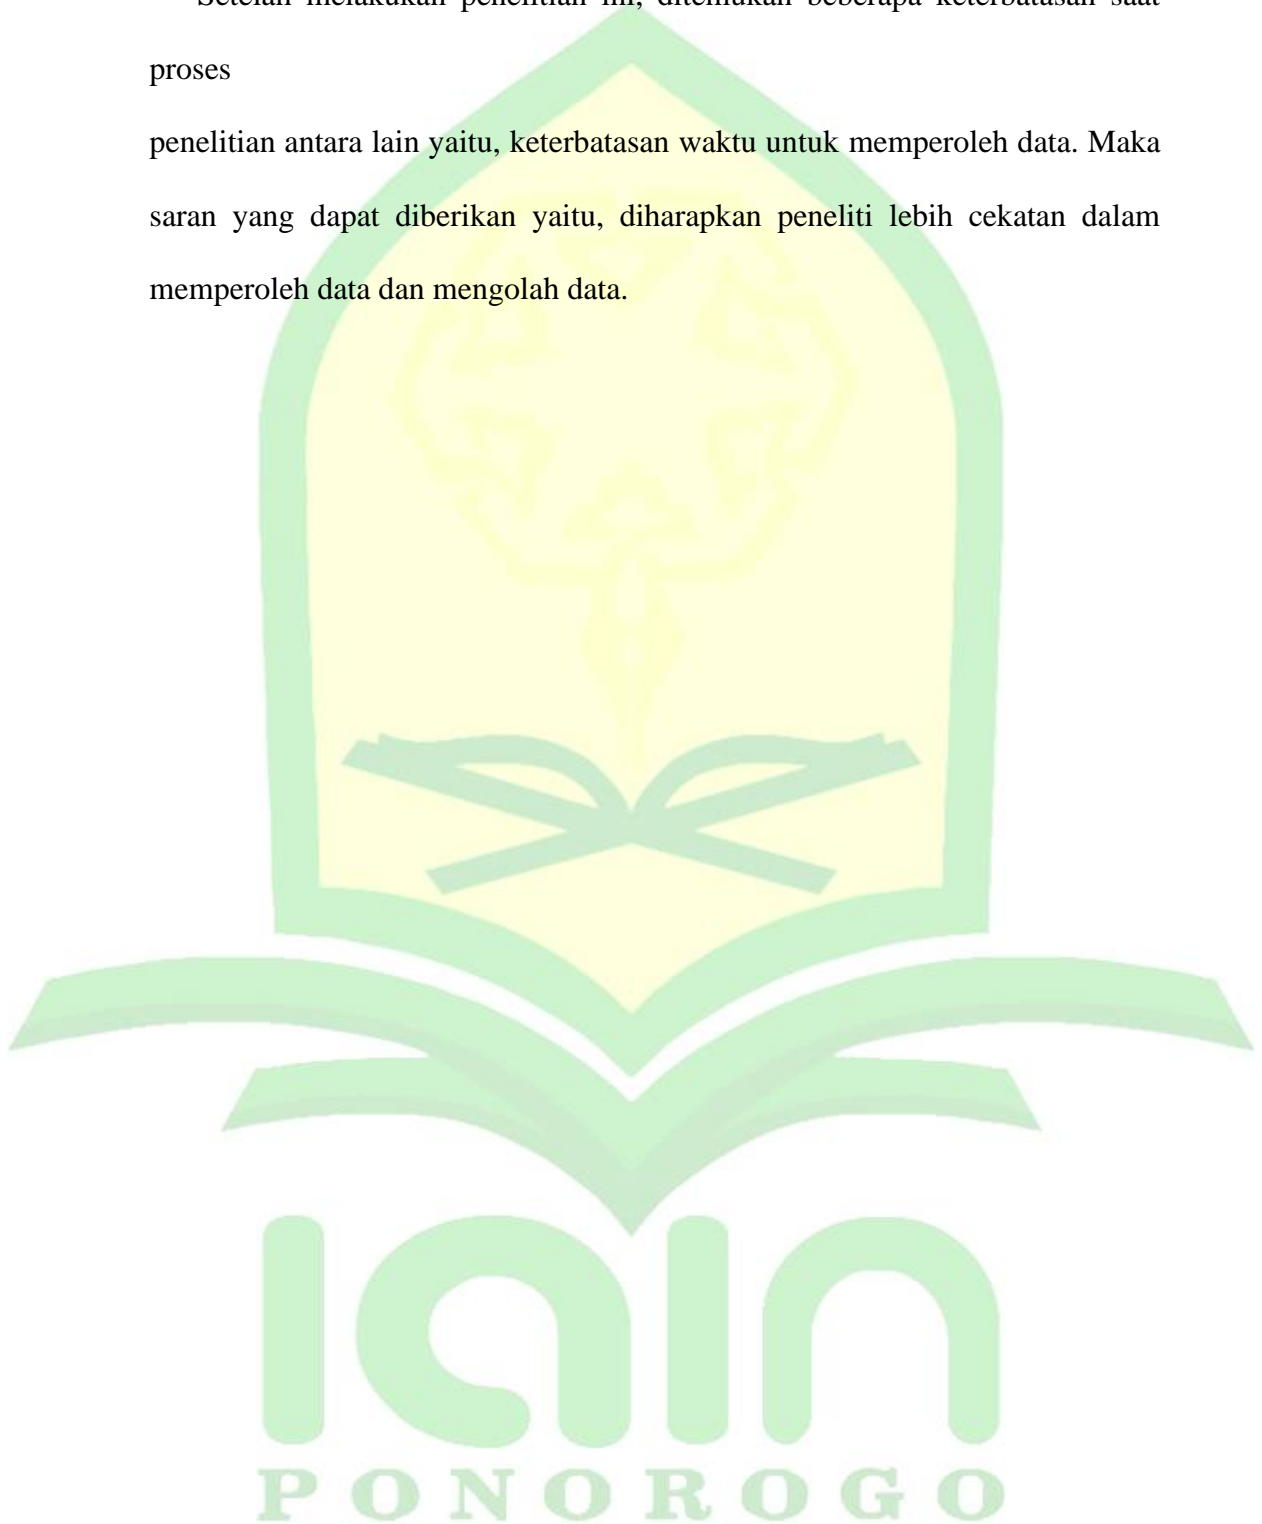 Setelah melakukan penelitian ini, ditemukan beberapa keterbatasan saat
proses
penelitian antara lain yaitu, keterbatasan waktu untuk memperoleh data. Maka
saran yang dapat diberikan yaitu, diharapkan peneliti lebih cekatan dalam
memperoleh data dan mengolah data.
iain
PONOROGO